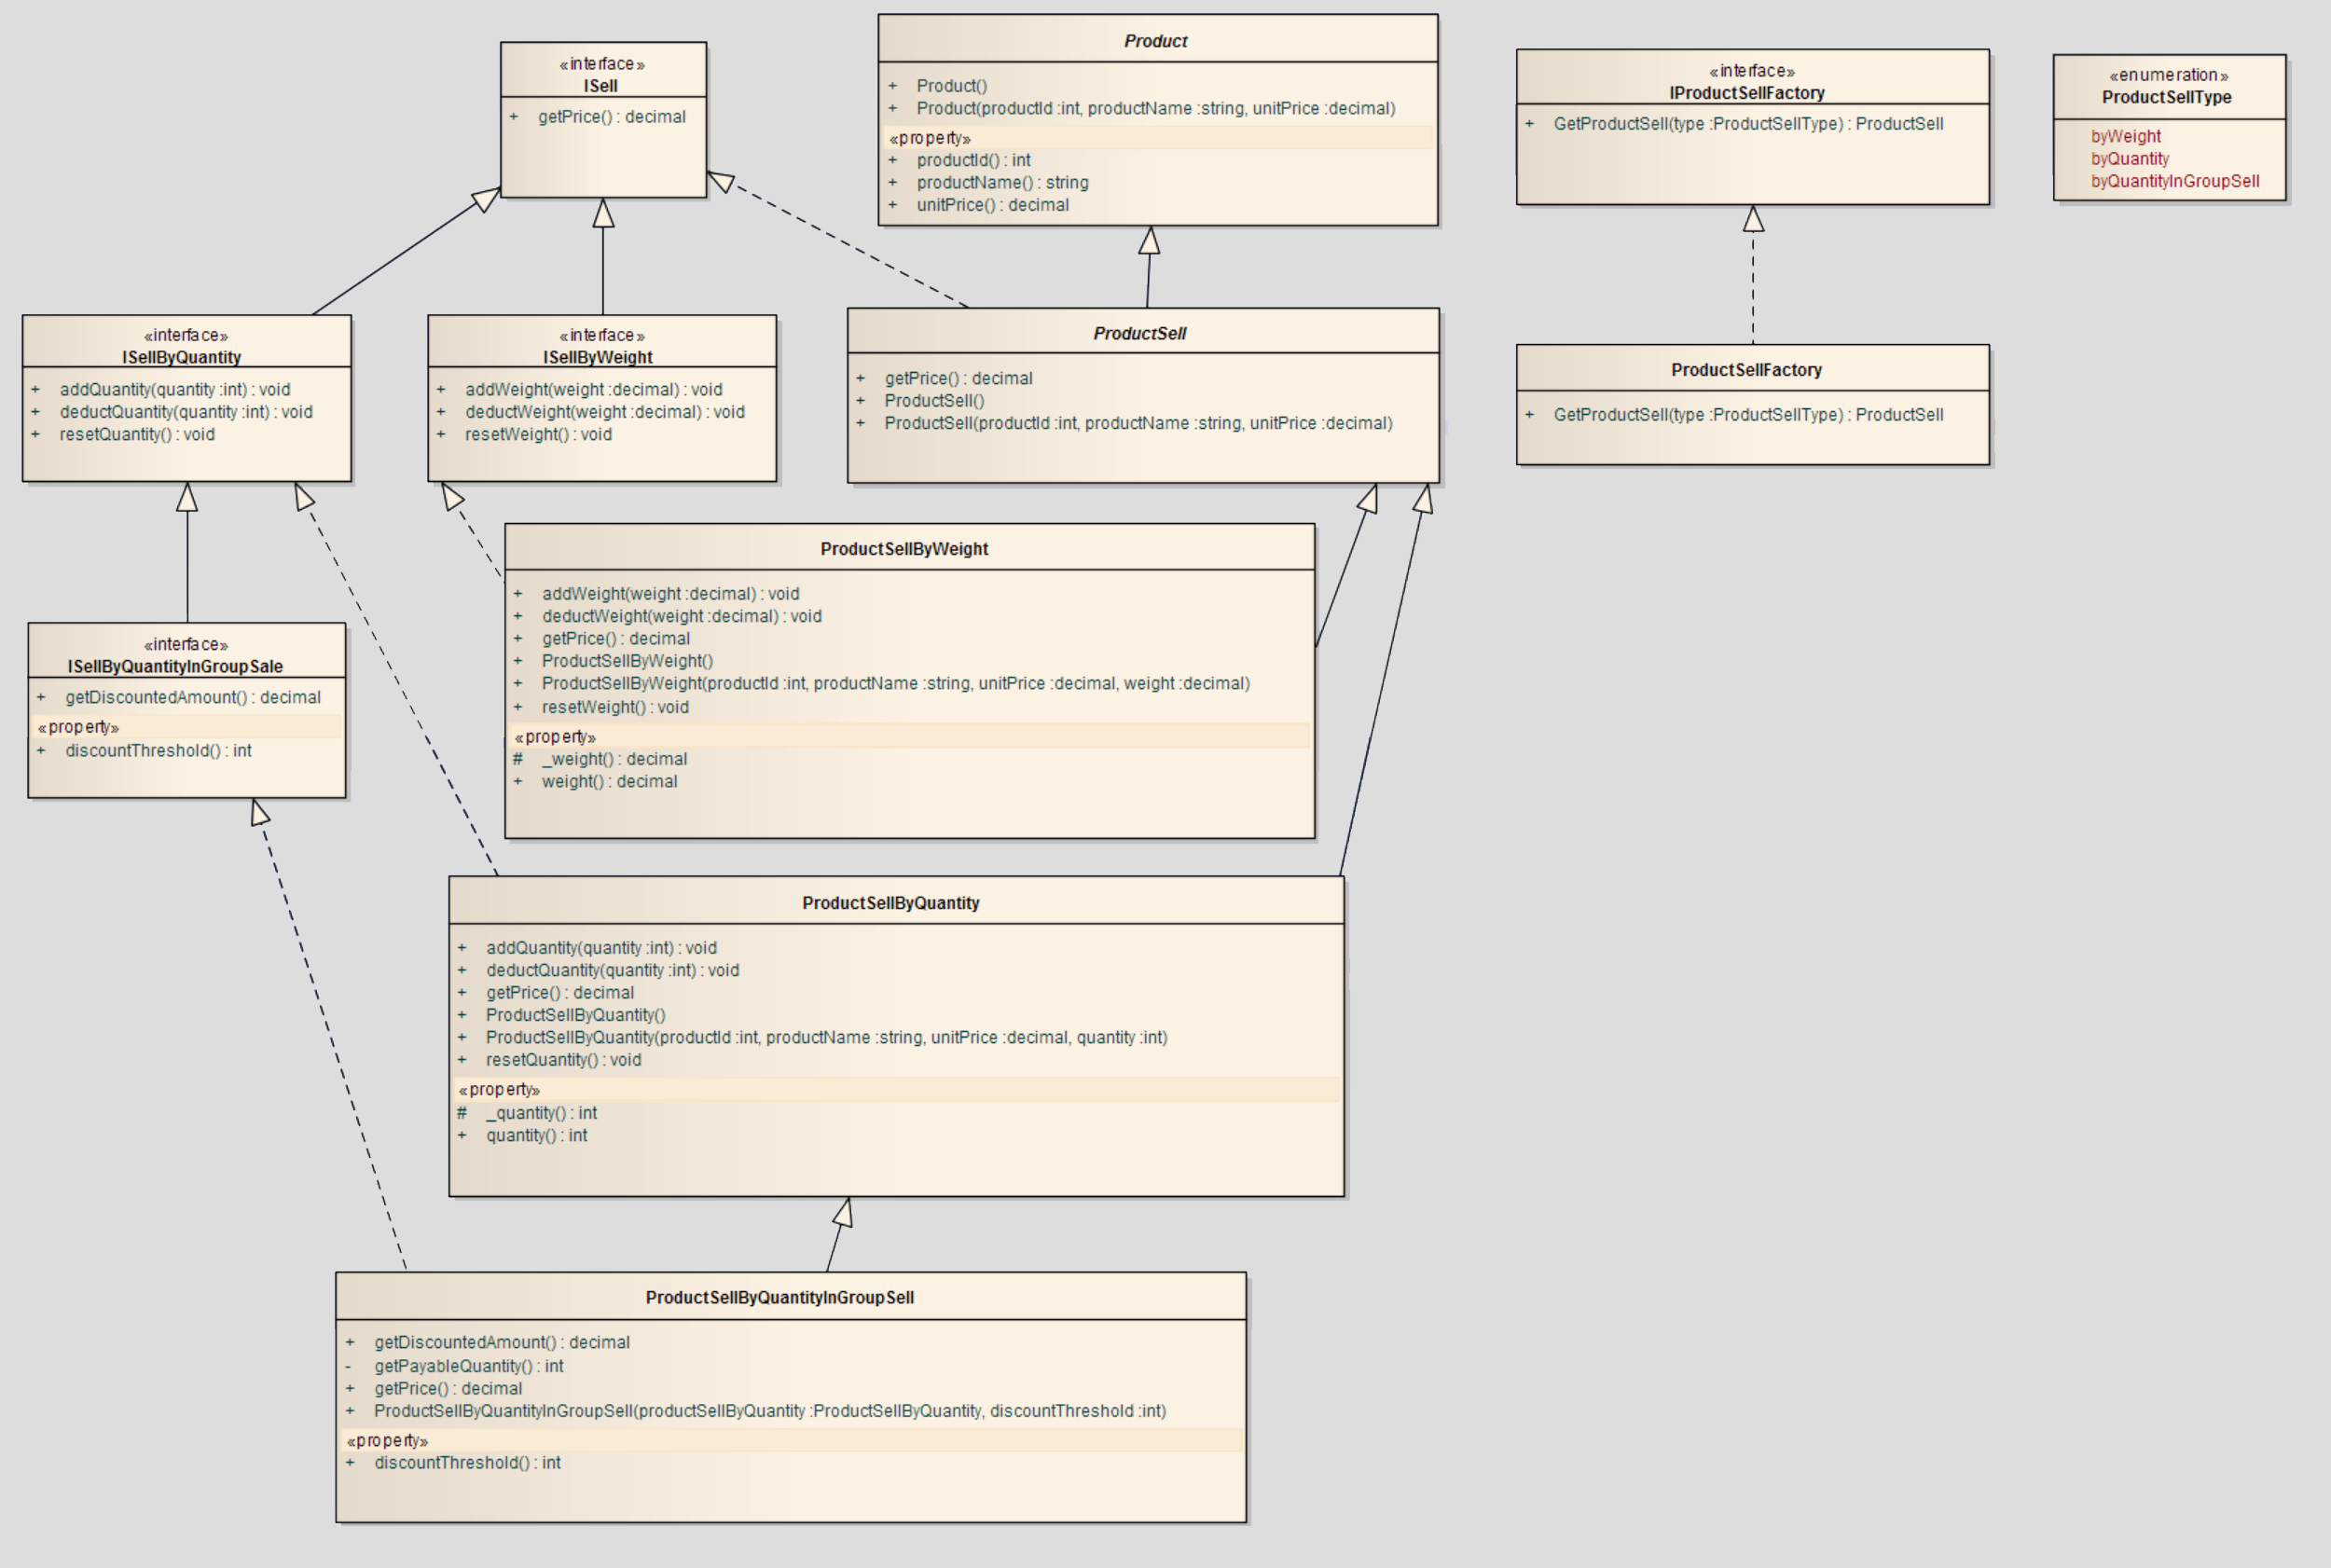 «interface»
ISell
+ getPrice() : decimal
Product
+ Product()
+ Product(productId :int, productName :string, unitPrice :decimal)
«property»
+ productId() : int
+ productName() : string
+ unitPrice() : decimal
«interface»
IProductSellFactory
+ GetProductSell(type :ProductSellType) : ProductSell
«enumeration»
ProductSellType
byWeight
byQuantity
byQuantityInGroupSell
«interface»
ISellByQuantity
+ addQuantity(quantity :int) : void
+ deductQuantity(quantity :int) : void
+ resetQuantity() : void
«interface»
ISellByWeight
+ addWeight(weight :decimal) : void
+ deductWeight(weight :decimal) : void
+ resetWeight() : void
ProductSell
+ getPrice() : decimal
+ ProductSell()
+ ProductSell(productId :int, productName :string, unitPrice :decimal)
ProductSellFactory
+ GetProductSell(type :ProductSellType) : ProductSell
«interface»
ISellByQuantityInGroupSale
+ getDiscountedAmount() : decimal
«property»
+ discountThreshold() : int
ProductSellByWeight
+ addWeight(weight :decimal) : void
+ deductWeight(weight :decimal) : void
+ getPrice() : decimal
+ ProductSellByWeight()
+ ProductSellByWeight(productId :int, productName :string, unitPrice :decimal, weight :decimal)
+ resetWeight() : void
«property»
# _weight() : decimal
+ weight() : decimal
ProductSellByQuantity
+ addQuantity(quantity :int) : void
+ deductQuantity(quantity :int) : void
+ getPrice() : decimal
+ ProductSellByQuantity()
+ ProductSellByQuantity(productId :int, productName :string, unitPrice :decimal, quantity :int)
+ resetQuantity() : void
«property»
# _quantity() : int
+ quantity() : int
ProductSellByQuantityInGroupSell
+ getDiscountedAmount() : decimal
- getPayableQuantity() : int
+ getPrice() : decimal
+ ProductSellByQuantityInGroupSell(productSellByQuantity :ProductSellByQuantity, discountThreshold :int)
«property»
+ discountThreshold() : int